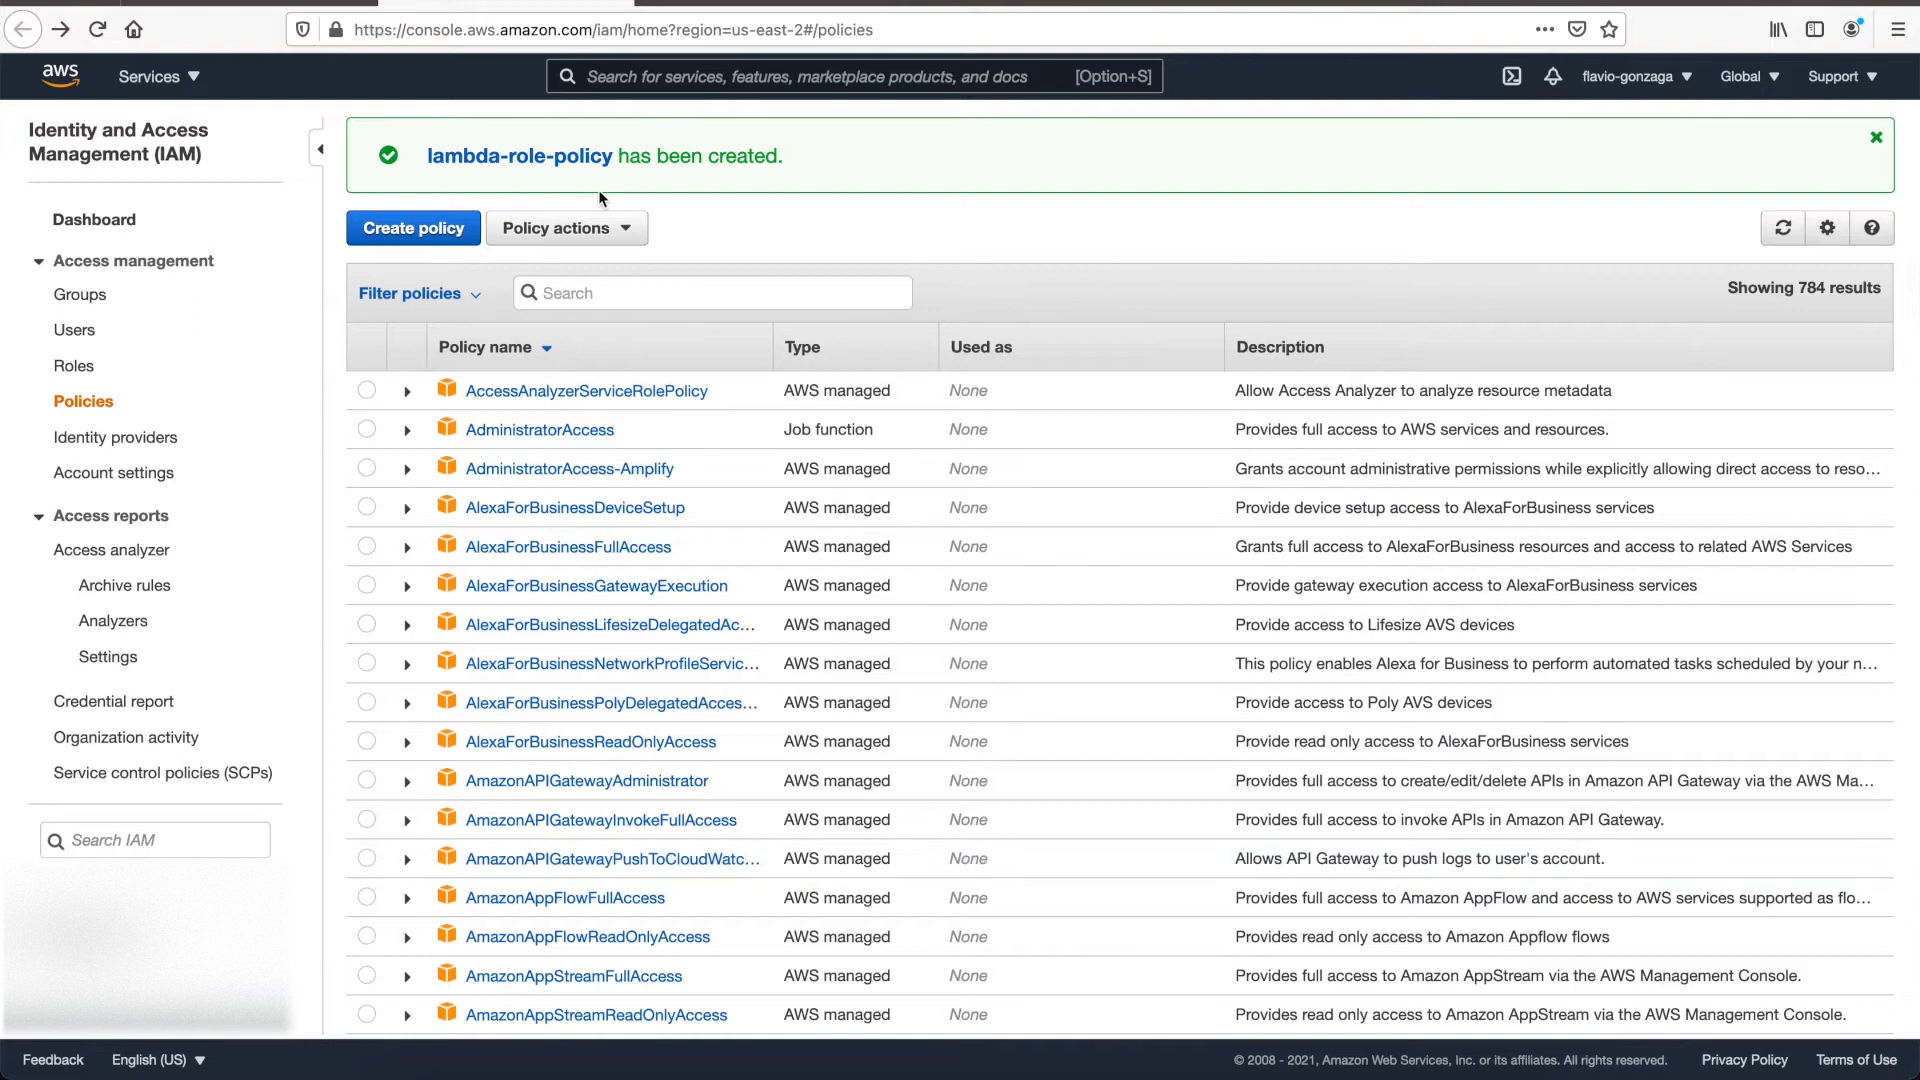 https://console.aws.amazon.com/iam/home?region=us-east-2#/policies
aws
Services
Search for services, features, marketplace products, and docs [Option+S]
flavio-gonzaga
Global
Support
Identity and Access
Management (IAM)
Dashboard
Access management
Groups
Users
Roles
Policies
Identity providers
Account settings
Access reports
Access analyzer
Archive rules
Analyzers
Settings
Credential report
Organization activity
Service control policies (SCPs)
Search IAM
lambda-role-policy has been created.
Create policy
Policy actions
Filter policies
Search
Showing 784 results
Policy name Type Used as Description
AccessAnalyzerServiceRolePolicy AWS managed None Allow Access Analyzer to analyze resource metadata
AdministratorAccess Job function None Provides full access to AWS services and resources.
AdministratorAccess-Amplify AWS managed None Grants account administrative permissions while explicitly allowing direct access to reso...
AlexaForBusinessDeviceSetup AWS managed None Provide device setup access to AlexaForBusiness services
AlexaForBusinessFullAccess AWS managed None Grants full access to AlexaForBusiness resources and access to related AWS Services
AlexaForBusinessGatewayExecution AWS managed None Provide gateway execution access to AlexaForBusiness services
AlexaForBusinessLifesizeDelegatedAc... AWS managed None Provide access to Lifesize AVS devices
AlexaForBusinessNetworkProfileServic... AWS managed None This policy enables Alexa for Business to perform automated tasks scheduled by your n...
AlexaForBusinessPolyDelegatedAcces... AWS managed None Provide access to Poly AVS devices
AlexaForBusinessReadOnlyAccess AWS managed None Provide read only access to AlexaForBusiness services
AmazonAPIGatewayAdministrator AWS managed None Provides full access to create/edit/delete APIs in Amazon API Gateway via the AWS Ma...
AmazonAPIGatewayInvokeFullAccess AWS managed None Provides full access to invoke APIs in Amazon API Gateway.
AmazonAPIGatewayPushToCloudWatc... AWS managed None Allows API Gateway to push logs to user's account.
AmazonAppFlowFullAccess AWS managed None Provides full access to Amazon AppFlow and access to AWS services supported as flo...
AmazonAppFlowReadOnlyAccess AWS managed None Provides read only access to Amazon Appflow flows
AmazonAppStreamFullAccess AWS managed None Provides full access to Amazon AppStream via the AWS Management Console.
AmazonAppStreamReadOnlyAccess AWS managed None Provides read only access to Amazon AppStream via the AWS Management Console.
Feedback English (US) © 2008 - 2021, Amazon Web Services, Inc. or its affiliates. All rights reserved. Privacy Policy Terms of Use